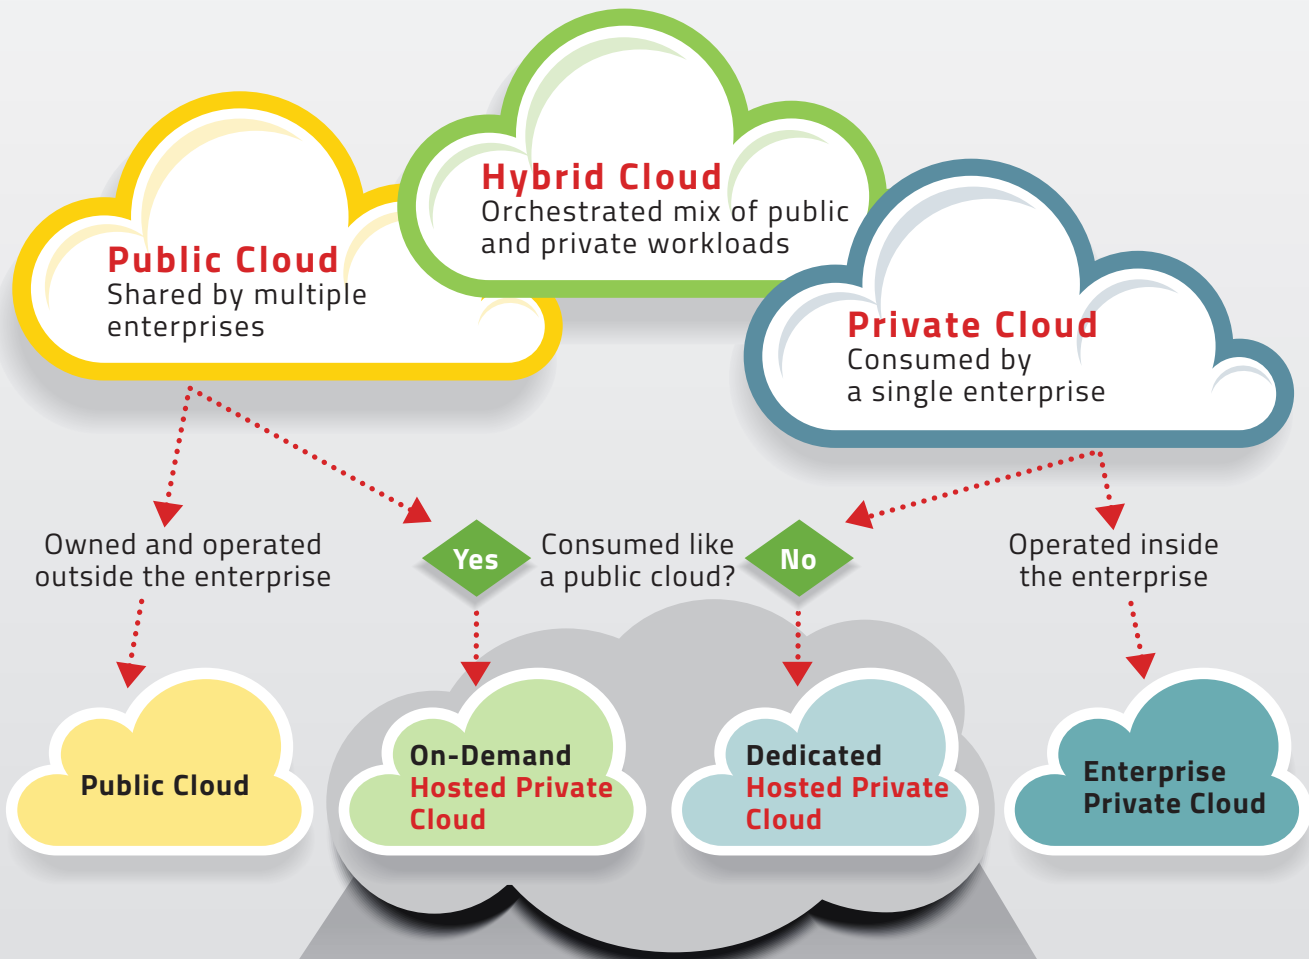 Hybrid Cloud
Orchestrated mix of public
and private workloads
Public Cloud
Shared by multiple
enterprises
Private Cloud
Consumed by
a single enterprise
Owned and operated
outside the enterprise
Yes
Consumed like
a public cloud?
No
Operated inside
the enterprise
Public Cloud
On-Demand
Hosted Private
Cloud
Dedicated
Hosted Private
Cloud
Enterprise
Private Cloud